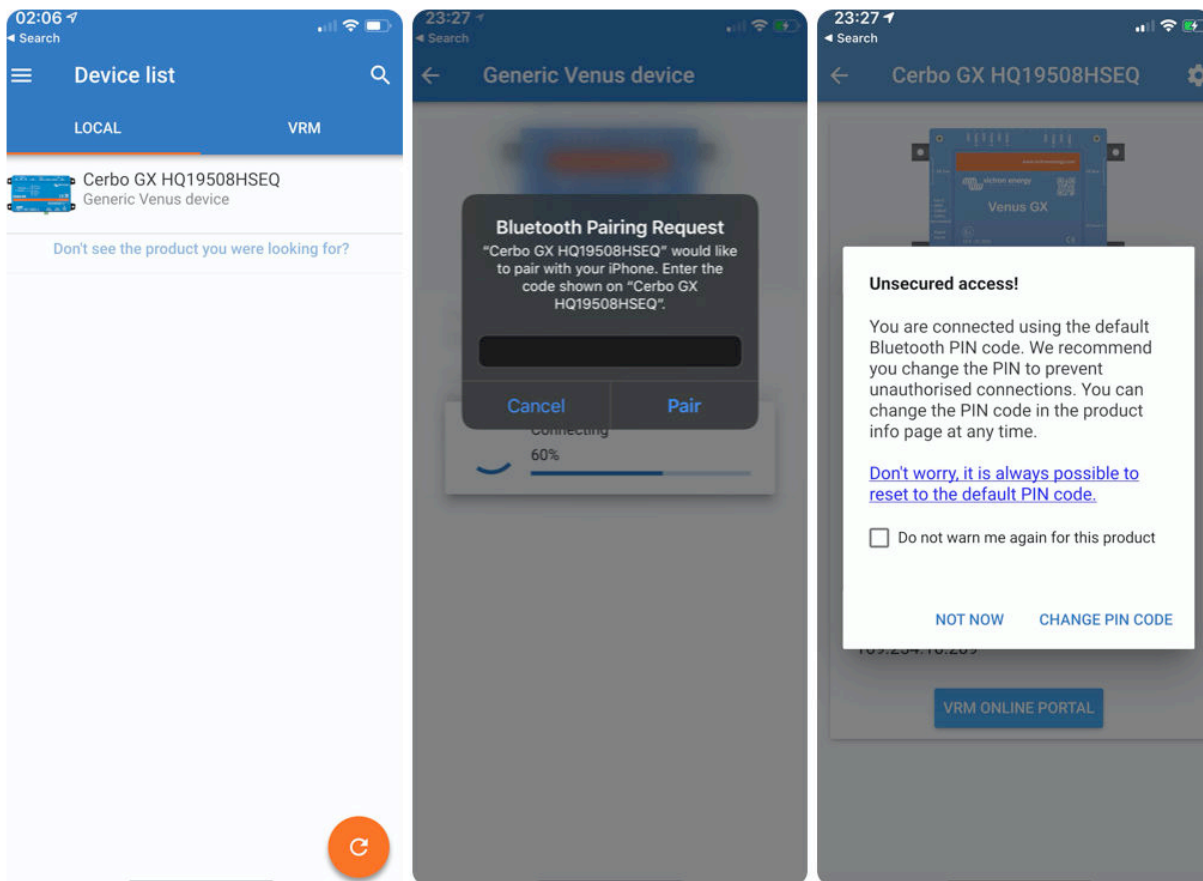 02:06
◀ Search
Device list
LOCAL
VRM
Cerbo GX HQ19508HSEQ
Generic Venus device
Don't see the product you were looking for?
23:27
◀ Search
Generic Venus device
Bluetooth Pairing Request
“Cerbo GX HQ19508HSEQ” would like
to pair with your iPhone. Enter the
code shown on “Cerbo GX
HQ19508HSEQ”.
Cancel
Pair
Connecting
60%
23:27
◀ Search
Cerbo GX HQ19508HSEQ
victron energy
Venus GX
Unsecured access!
You are connected using the default
Bluetooth PIN code. We recommend
you change the PIN to prevent
unauthorised connections. You can
change the PIN code in the product
info page at any time.
Don't worry, it is always possible to
reset to the default PIN code.
Do not warn me again for this product
NOT NOW
CHANGE PIN CODE
VRM ONLINE PORTAL